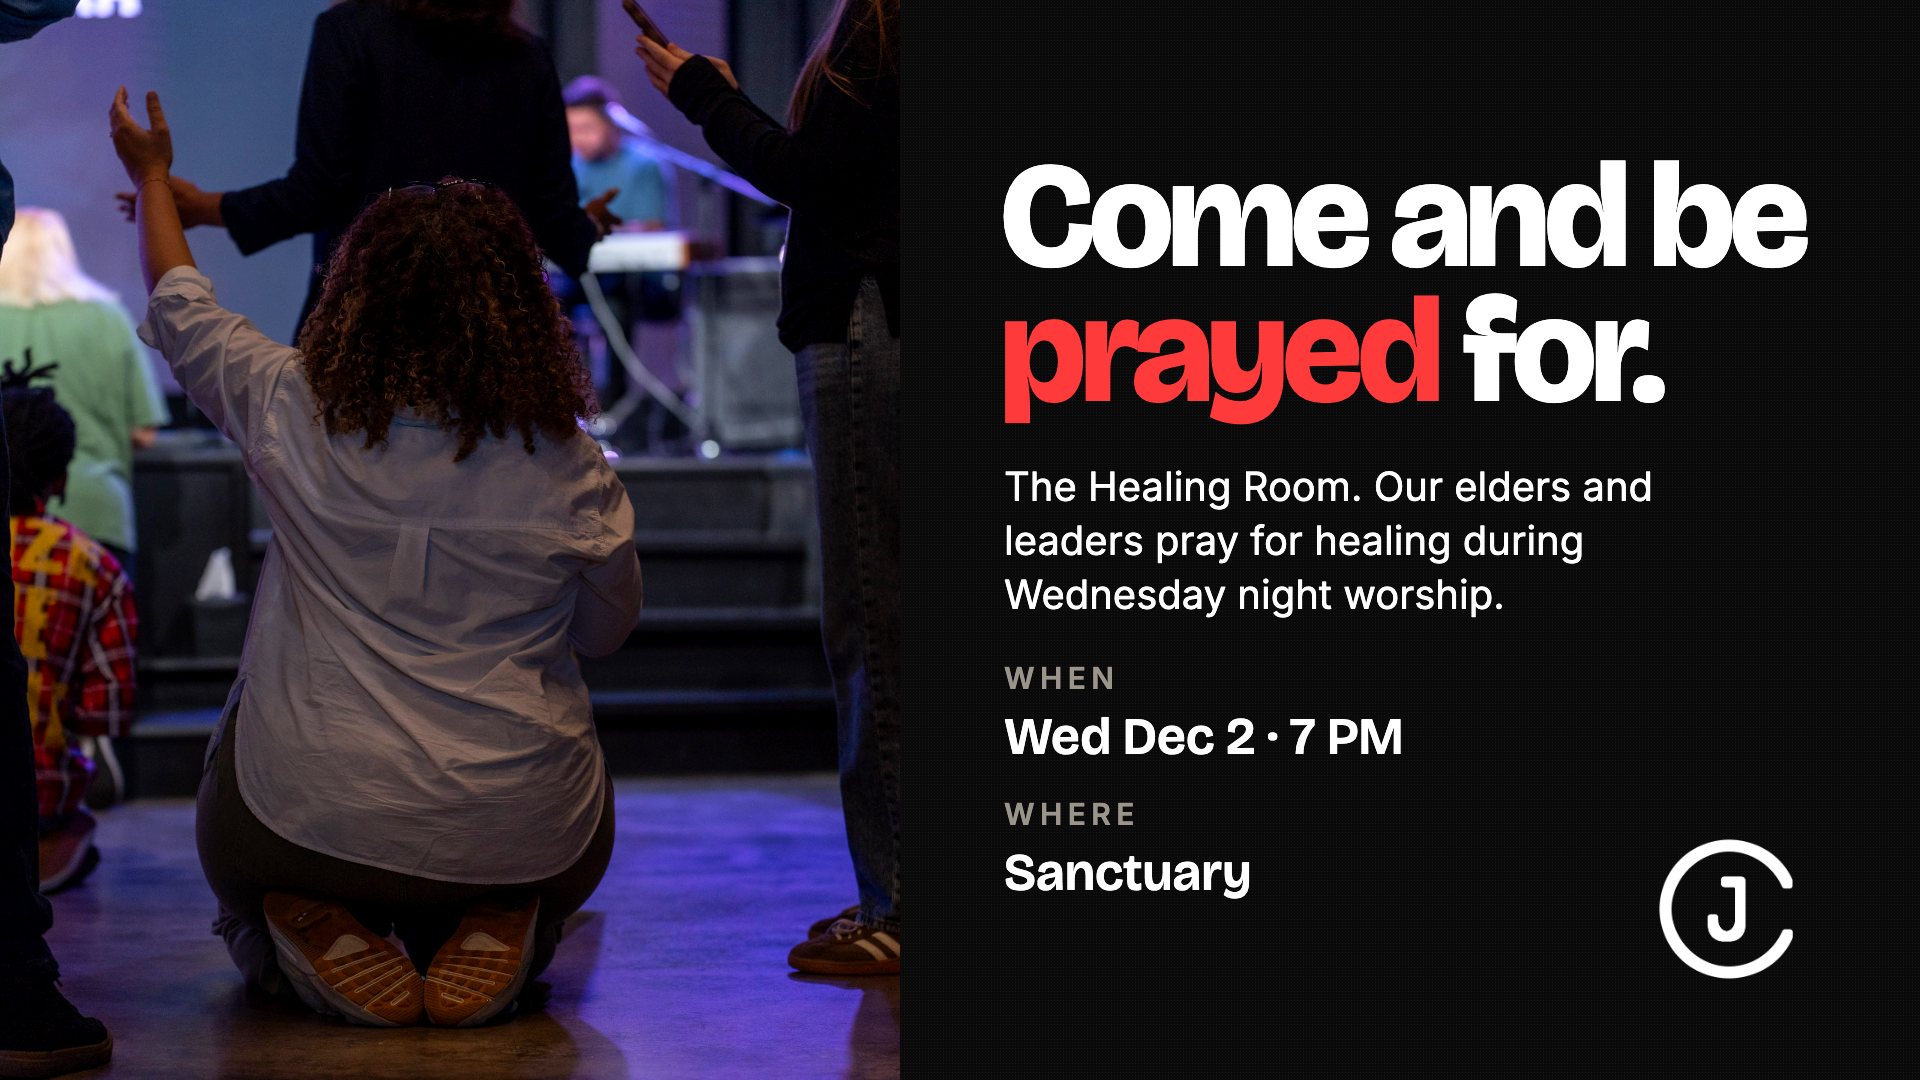 Come and be
prayed for.
The Healing Room. Our elders and
leaders pray for healing during
Wednesday night worship.
WHEN
Wed Dec 2 · 7 PM
WHERE
Sanctuary
JC